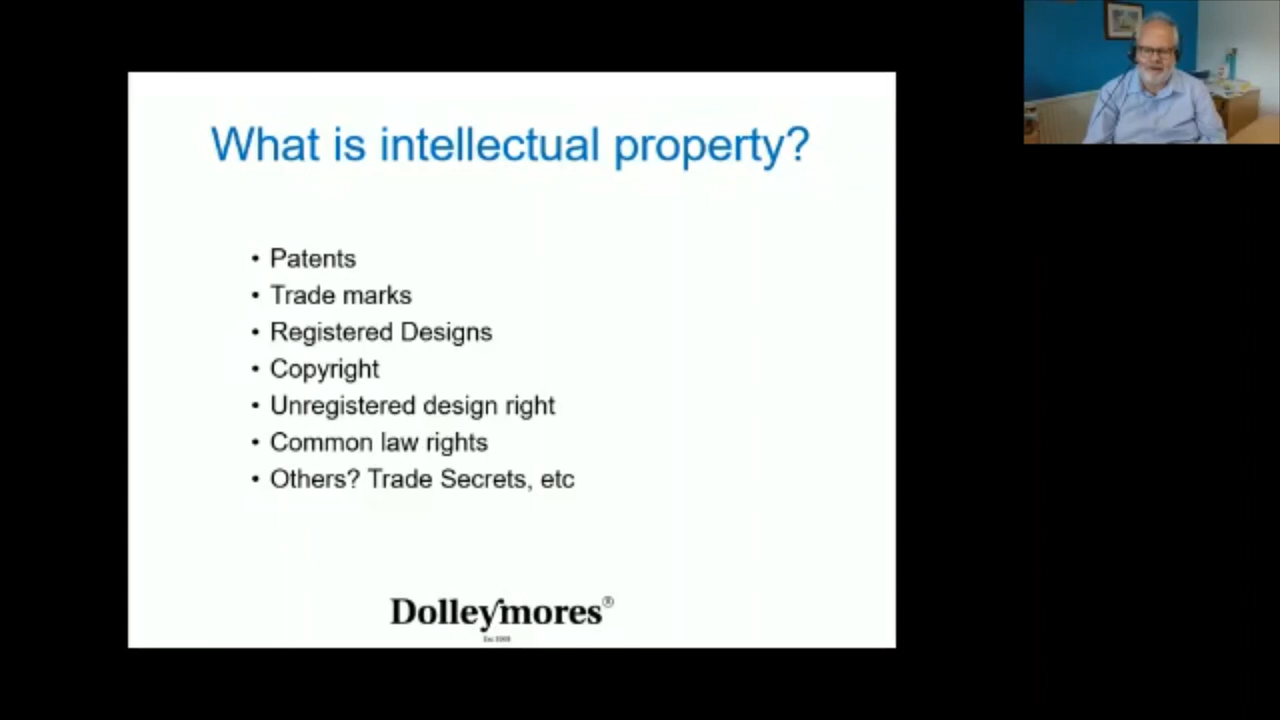 What is intellectual property?
• Patents
• Trade marks
• Registered Designs
• Copyright
• Unregistered design right
• Common law rights
• Others? Trade Secrets, etc
Dolleymores®